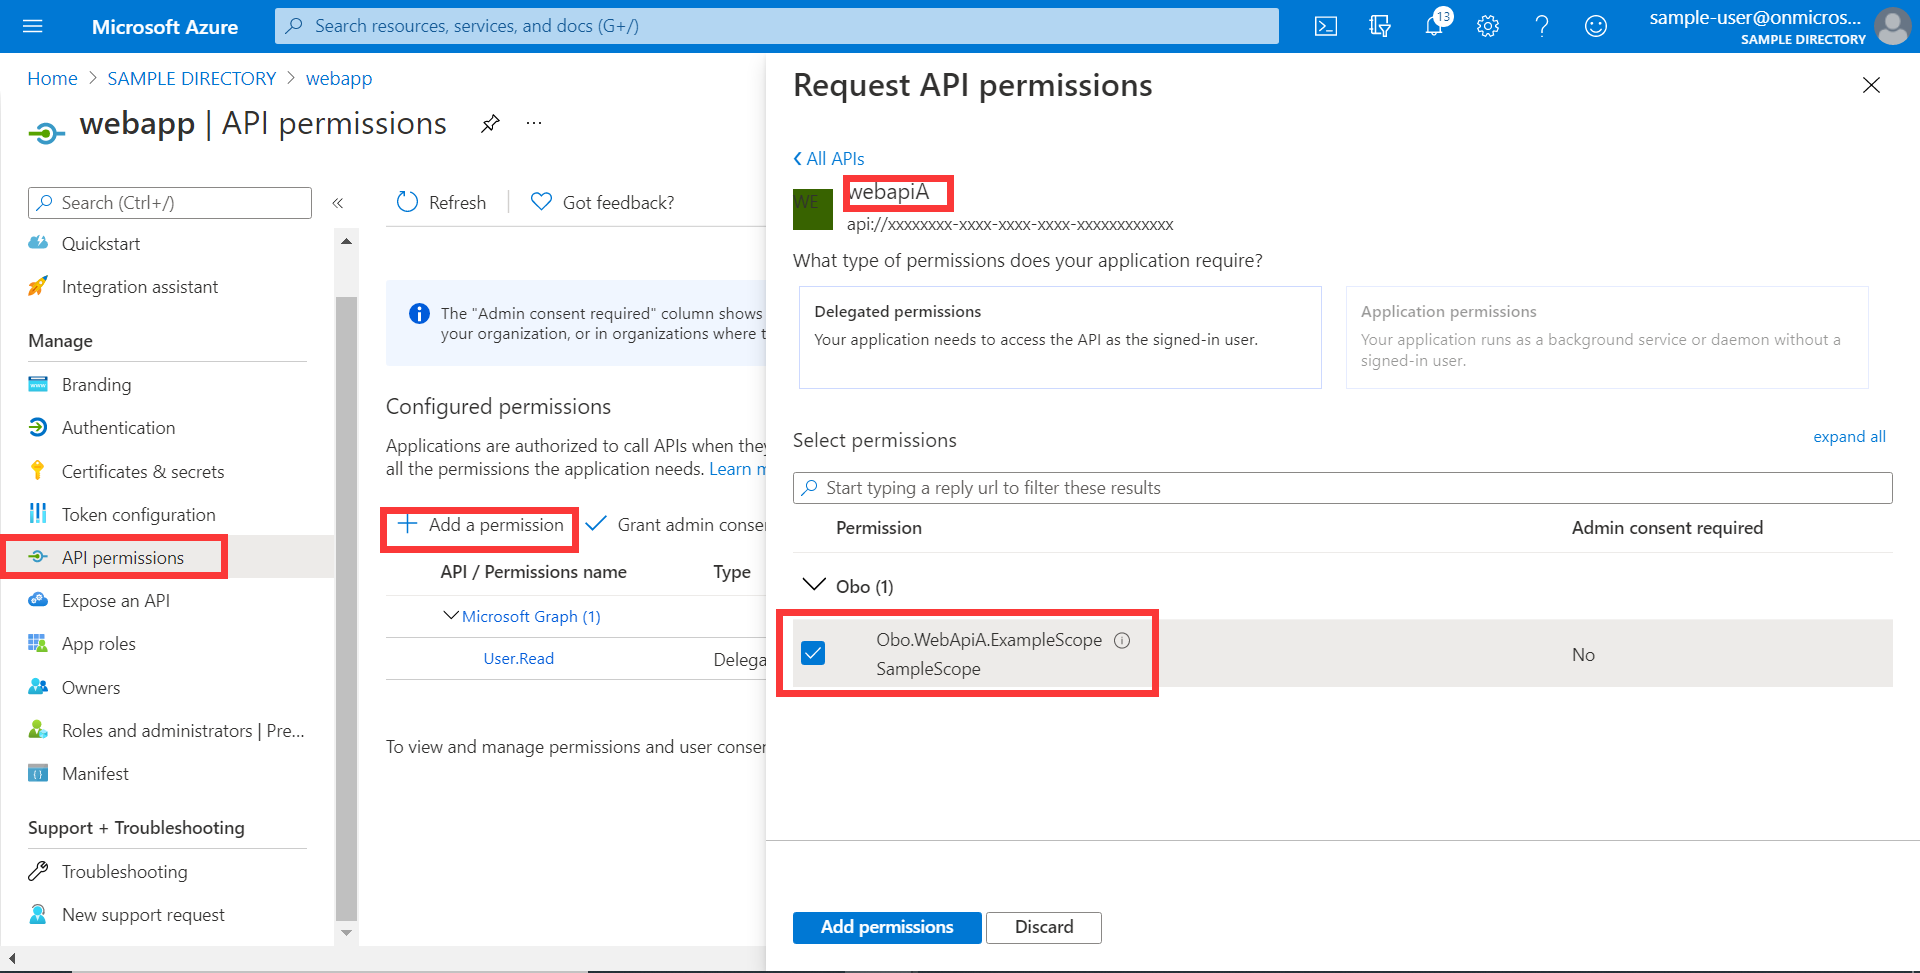 Microsoft Azure
Search resources, services, and docs (G+/)
13
sample-user@onmicros...
SAMPLE DIRECTORY
Home > SAMPLE DIRECTORY > webapp
webapp | API permissions
...
Search (Ctrl+/)
«
Quickstart
Integration assistant
Manage
Branding
Authentication
Certificates & secrets
Token configuration
API permissions
Expose an API
App roles
Owners
Roles and administrators | Pre...
Manifest
Support + Troubleshooting
Troubleshooting
New support request
Refresh
Got feedback?
The "Admin consent required" column shows
your organization, or in organizations where t
Configured permissions
Applications are authorized to call APIs when they
all the permissions the application needs. Learn m
Add a permission
Grant admin conser
API / Permissions name
Type
Microsoft Graph (1)
User.Read
Delega
To view and manage permissions and user conser
Request API permissions
All APIs
WE
webapiA
api://xxxxxxxx-xxxx-xxxx-xxxx-xxxxxxxxxxxx
What type of permissions does your application require?
Delegated permissions
Your application needs to access the API as the signed-in user.
Application permissions
Your application runs as a background service or daemon without a
signed-in user.
Select permissions
expand all
Start typing a reply url to filter these results
Permission
Admin consent required
Obo (1)
Obo.WebApiA.ExampleScope
SampleScope
No
Add permissions
Discard